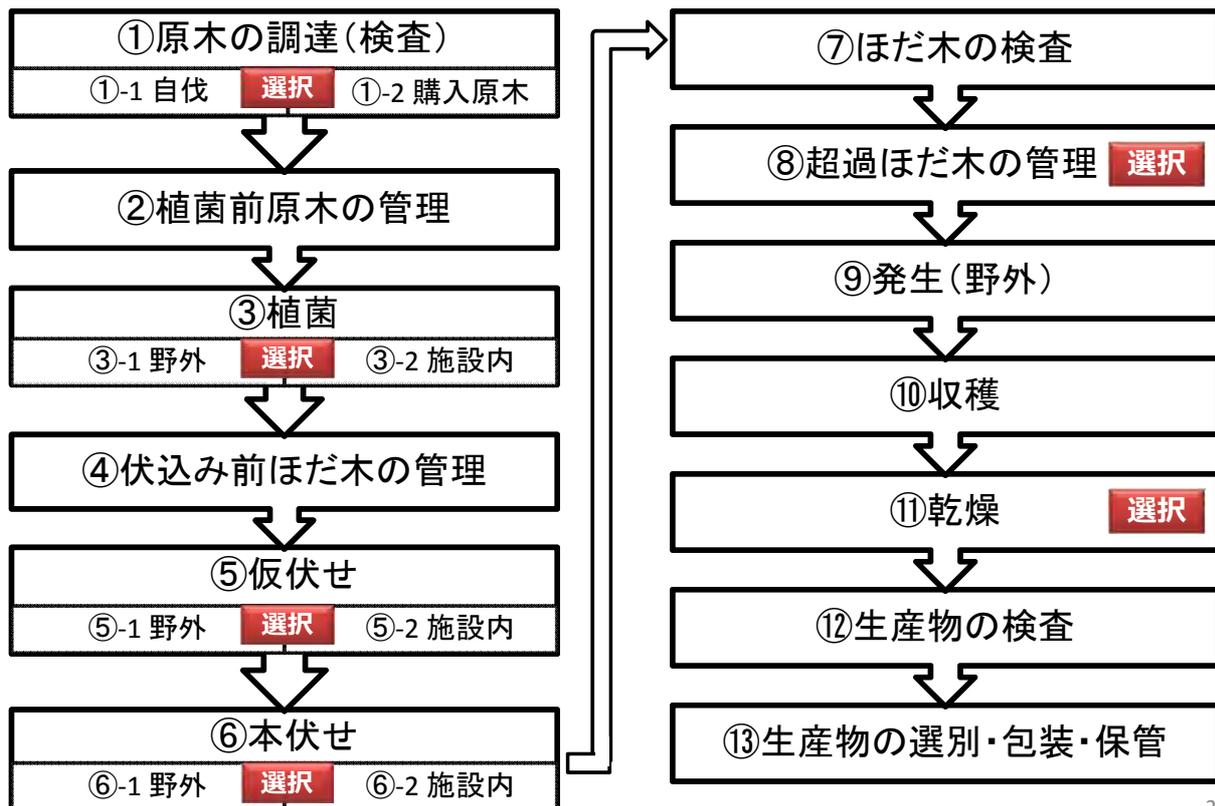 ①原木の調達（検査）
①-1 自伐 選択 ①-2 購入原木
②植菌前原木の管理
③植菌
③-1 野外 選択 ③-2 施設内
④伏込み前ほだ木の管理
⑤仮伏せ
⑤-1 野外 選択 ⑤-2 施設内
⑥本伏せ
⑥-1 野外 選択 ⑥-2 施設内
⑦ほだ木の検査
⑧超過ほだ木の管理 選択
⑨発生（野外）
⑩収穫
⑪乾燥 選択
⑫生産物の検査
⑬生産物の選別・包装・保管